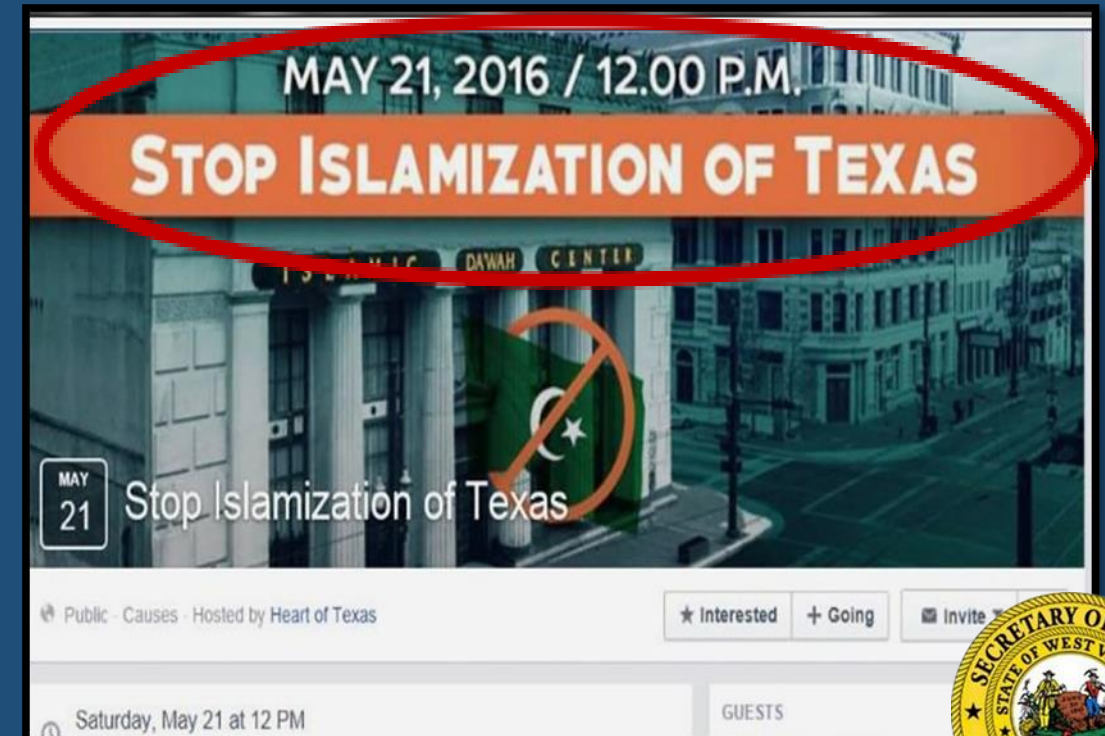 MAY 21, 2016 / 12.00 P.M.
STOP ISLAMIZATION OF TEXAS
ISLAMIC DA'WAH CENTER
MAY
21
Stop Islamization of Texas
Public · Causes · Hosted by Heart of Texas
★ Interested
+ Going
Invite
Saturday, May 21 at 12 PM
GUESTS
SECRETARY OF
STATE OF WEST